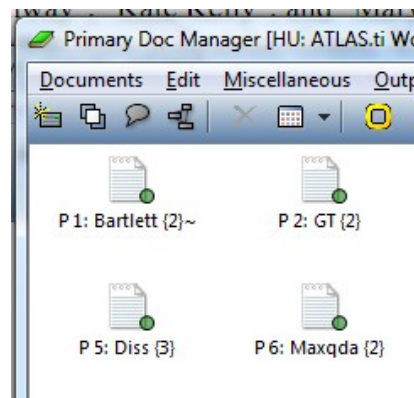 Primary Doc Manager [HU: ATLAS.ti Wo
Documents Edit Miscellaneous Outp
P 1: Bartlett {2}~
P 2: GT {2}
P 5: Diss {3}
P 6: Maxqda {2}